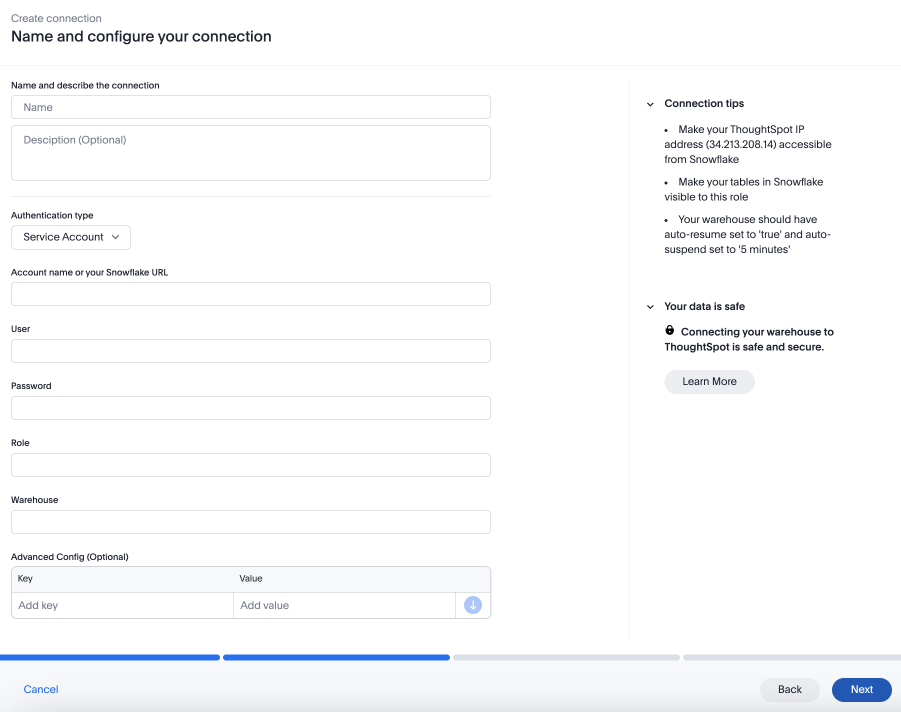 Create connection
Name and configure your connection
Name and describe the connection
Name
Desciption (Optional)
Authentication type
Service Account
Account name or your Snowflake URL
User
Password
Role
Warehouse
Advanced Config (Optional)
Key Value
Add key Add value
Connection tips
• Make your ThoughtSpot IP
address (34.213.208.14) accessible
from Snowflake
• Make your tables in Snowflake
visible to this role
• Your warehouse should have
auto-resume set to 'true' and auto-
suspend set to '5 minutes'
Your data is safe
Connecting your warehouse to
ThoughtSpot is safe and secure.
Learn More
Cancel
Back
Next